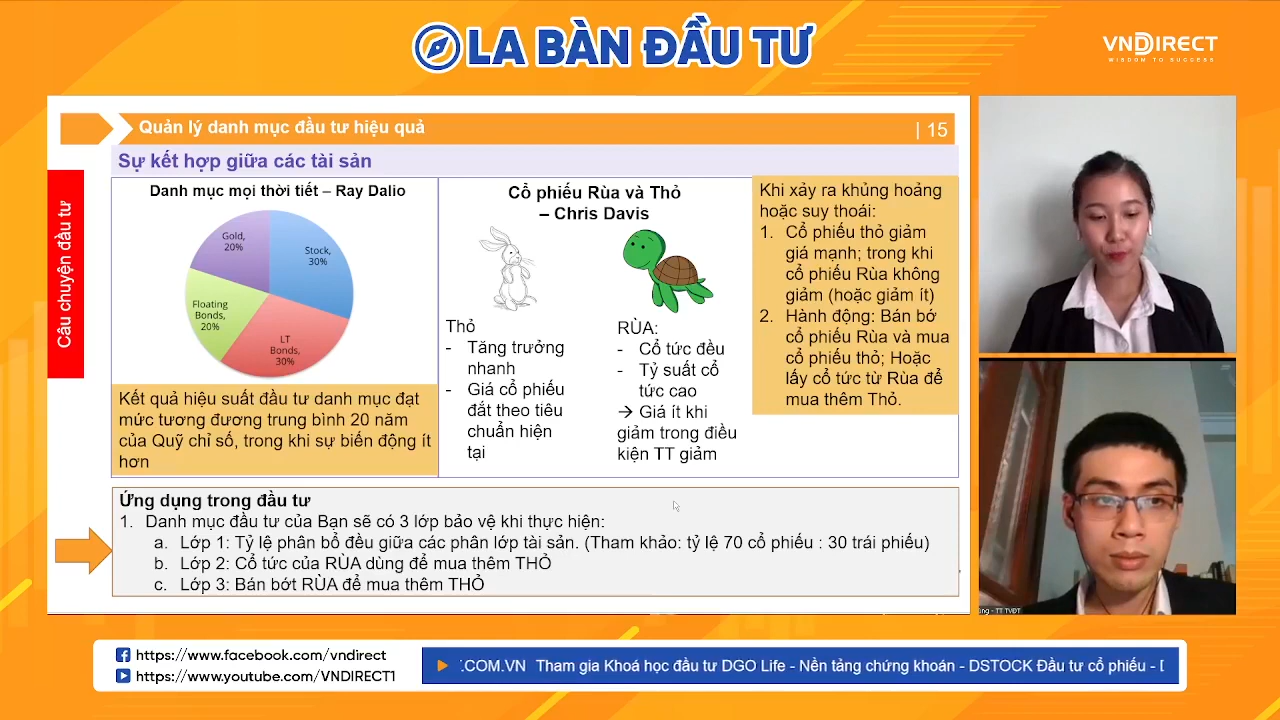 LA BÀN ĐẦU TƯ
VNDIRECT
WISDOM TO SUCCESS
Quản lý danh mục đầu tư hiệu quả
| 15
Sự kết hợp giữa các tài sản
Câu chuyện đầu tư
Danh mục mọi thời tiết – Ray Dalio
Gold,
20%
Stock,
30%
Floating
Bonds,
20%
LT
Bonds,
30%
Kết quả hiệu suất đầu tư danh mục đạt
mức tương đương trung bình 20 năm
của Quỹ chỉ số, trong khi sự biến động ít
hơn
Cổ phiếu Rùa và Thỏ
– Chris Davis
Thỏ
- Tăng trưởng
nhanh
- Giá cổ phiếu
đắt theo tiêu
chuẩn hiện
tại
RÙA:
- Cổ tức đều
- Tỷ suất cổ
tức cao
→ Giá ít khi
giảm trong điều
kiện TT giảm
Khi xảy ra khủng hoảng
hoặc suy thoái:
1. Cổ phiếu thỏ giảm
giá mạnh; trong khi
cổ phiếu Rùa không
giảm (hoặc giảm ít)
2. Hành động: Bán bớ
cổ phiếu Rùa và mua
cổ phiếu thỏ; Hoặc
lấy cổ tức từ Rùa để
mua thêm Thỏ.
Ứng dụng trong đầu tư
1. Danh mục đầu tư của Bạn sẽ có 3 lớp bảo vệ khi thực hiện:
a. Lớp 1: Tỷ lệ phân bổ đều giữa các phân lớp tài sản. (Tham khảo: tỷ lệ 70 cổ phiếu : 30 trái phiếu)
b. Lớp 2: Cổ tức của RÙA dùng để mua thêm THỎ
c. Lớp 3: Bán bớt RÙA để mua thêm THỎ
- TT TVĐT
https://www.facebook.com/vndirect
https://www.youtube.com/VNDIRECT1
.COM.VN Tham gia Khoá học đầu tư DGO Life - Nền tảng chứng khoán - DSTOCK Đầu tư cổ phiếu -